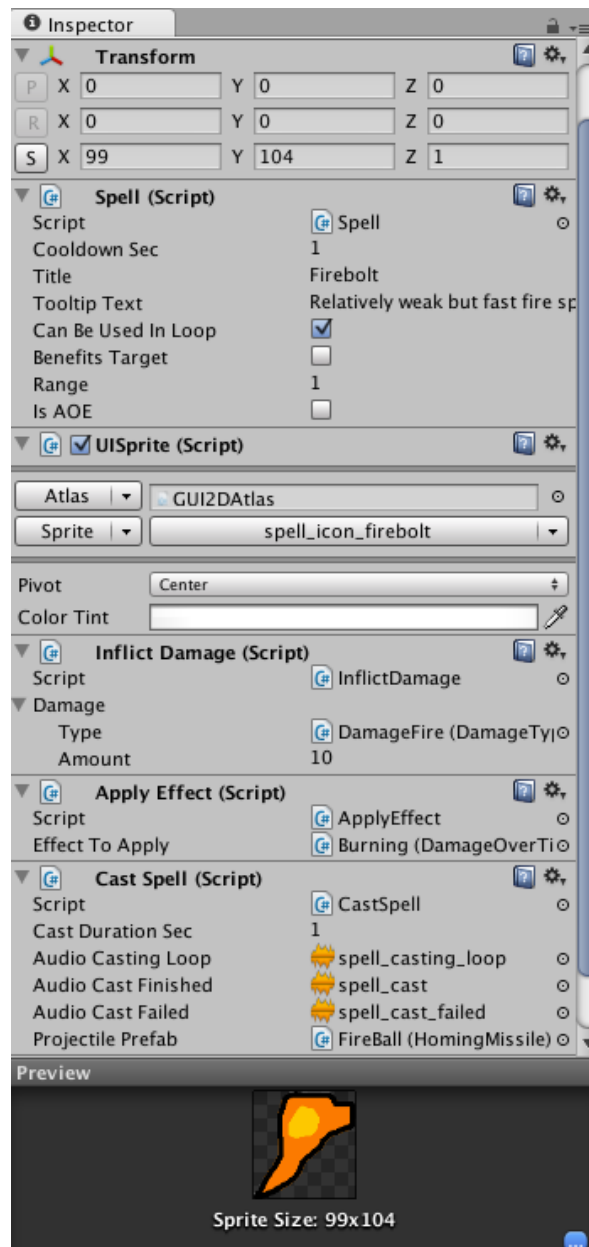 Inspector
Transform
P X 0 Y 0 Z 0
R X 0 Y 0 Z 0
S X 99 Y 104 Z 1
Spell (Script)
Script Spell
Cooldown Sec 1
Title Firebolt
Tooltip Text Relatively weak but fast fire sp
Can Be Used In Loop
Benefits Target
Range 1
Is AOE
UISprite (Script)
Atlas GUI2DAtlas
Sprite spell_icon_firebolt
Pivot Center
Color Tint
Inflict Damage (Script)
Script InflictDamage
Damage
Type DamageFire (DamageTy
Amount 10
Apply Effect (Script)
Script ApplyEffect
Effect To Apply Burning (DamageOverTi
Cast Spell (Script)
Script CastSpell
Cast Duration Sec 1
Audio Casting Loop spell_casting_loop
Audio Cast Finished spell_cast
Audio Cast Failed spell_cast_failed
Projectile Prefab FireBall (HomingMissile)
Preview
Sprite Size: 99x104